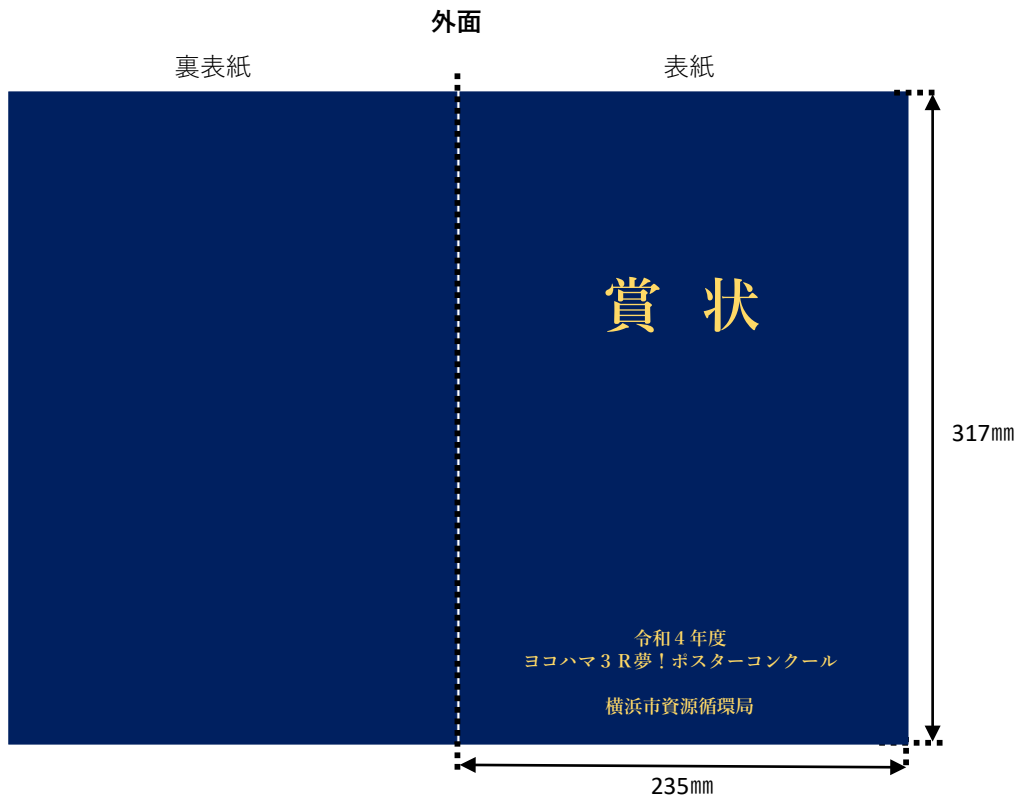 外面
裏表紙
表紙
賞 状
317㎜
令和４年度
ヨコハマ３Ｒ夢！ポスターコンクール
横浜市資源循環局
235㎜